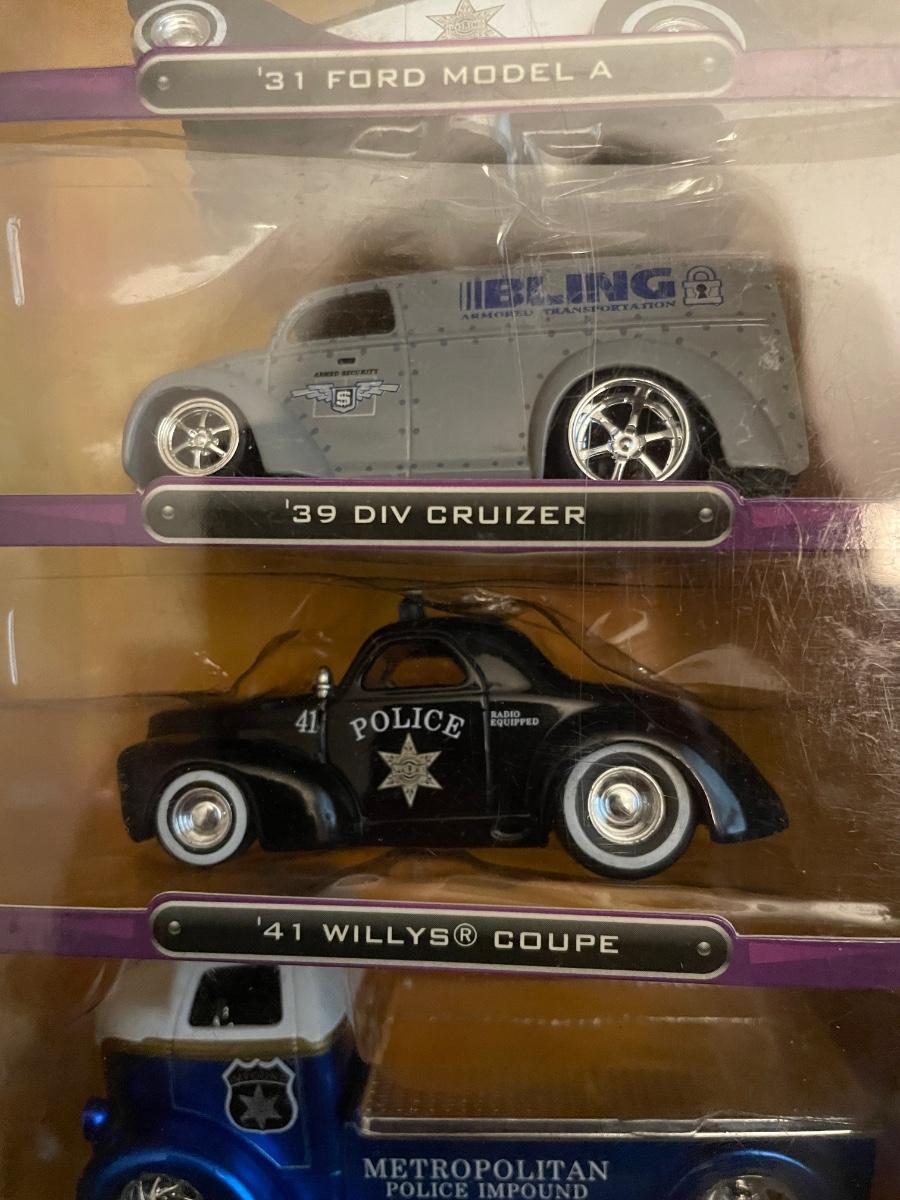 '31 FORD MODEL A
BLING
ARMORED TRANSPORTATION
ARMED SECURITY
$
'39 DIV CRUIZER
41
POLICE
RADIO
EQUIPPED
'41 WILLYS® COUPE
METROPOLITAN
POLICE IMPOUND